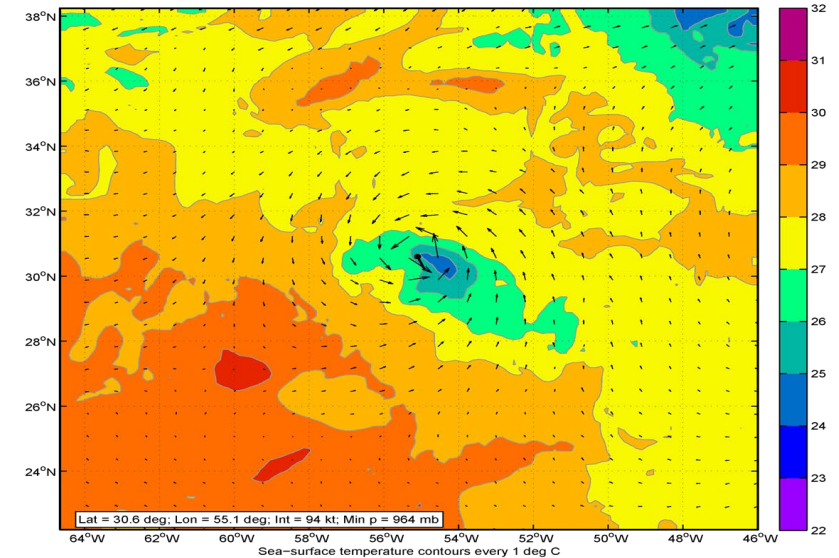 38°N
36°N
34°N
32°N
30°N
28°N
26°N
24°N
32
31
30
29
28
27
26
25
24
23
22
Lat = 30.6 deg; Lon = 55.1 deg; Int = 94 kt; Min p = 964 mb
64°W 62°W 60°W 58°W 56°W 54°W 52°W 50°W 48°W 46°W
Sea−surface temperature contours every 1 deg C